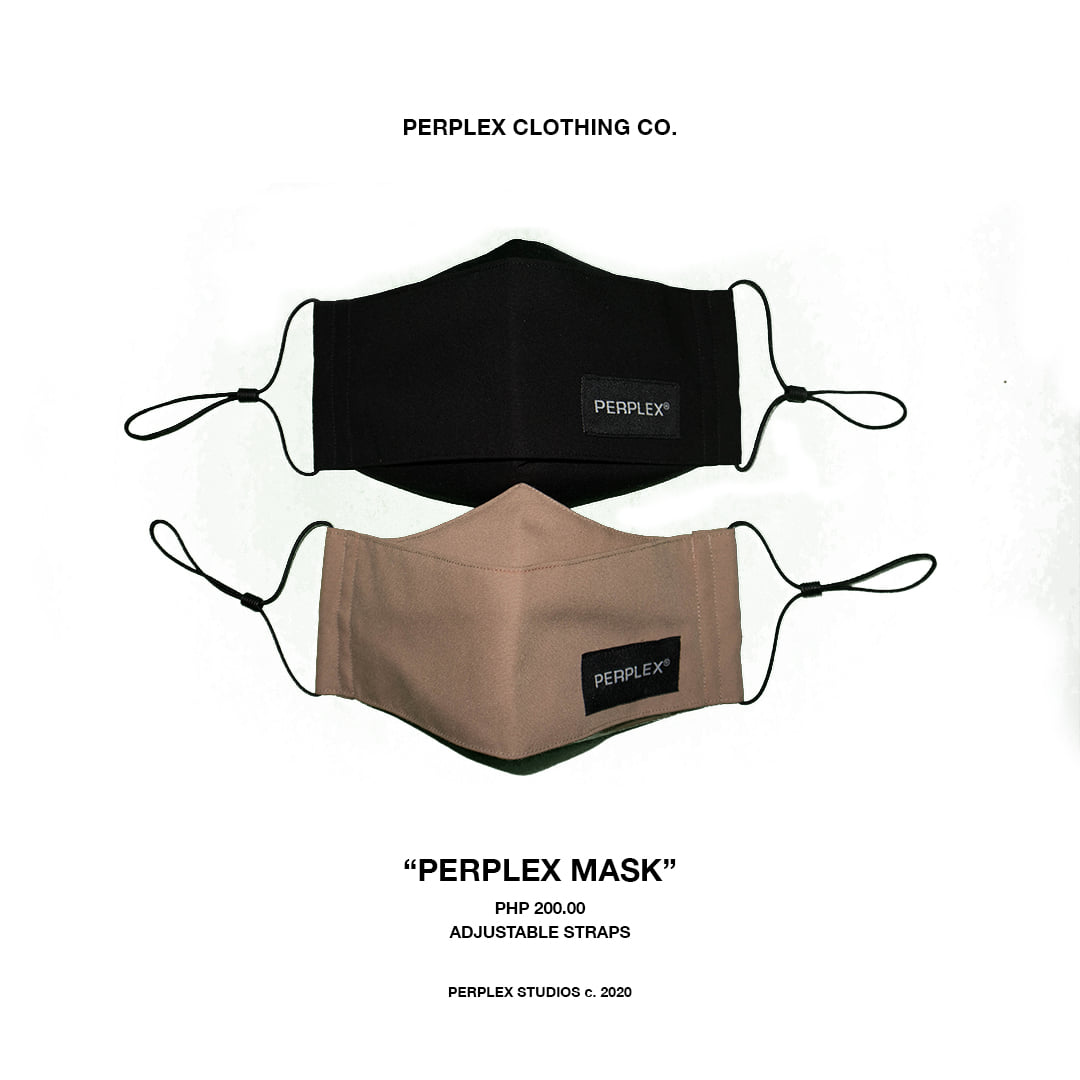 PERPLEX CLOTHING CO.
PERPLEX®
PERPLEX®
“PERPLEX MASK”
PHP 200.00
ADJUSTABLE STRAPS
PERPLEX STUDIOS c. 2020